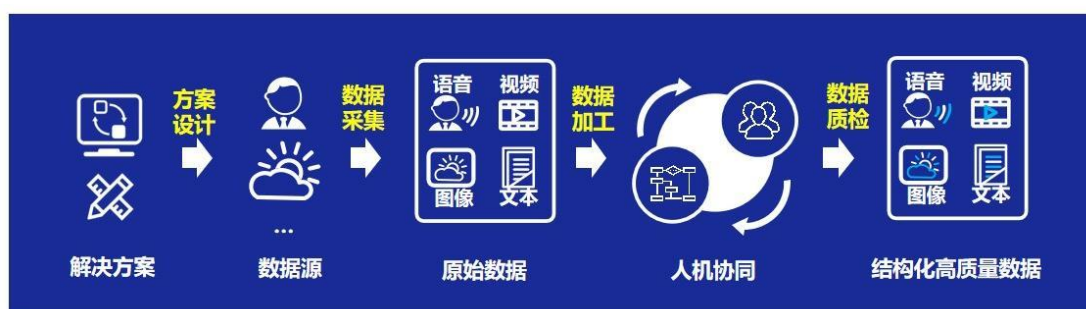 方案
设计
解决方案
...
数据源
数据
采集
语音 视频
图像 文本
原始数据
数据
加工
人机协同
数据
质检
语音 视频
图像 文本
结构化高质量数据